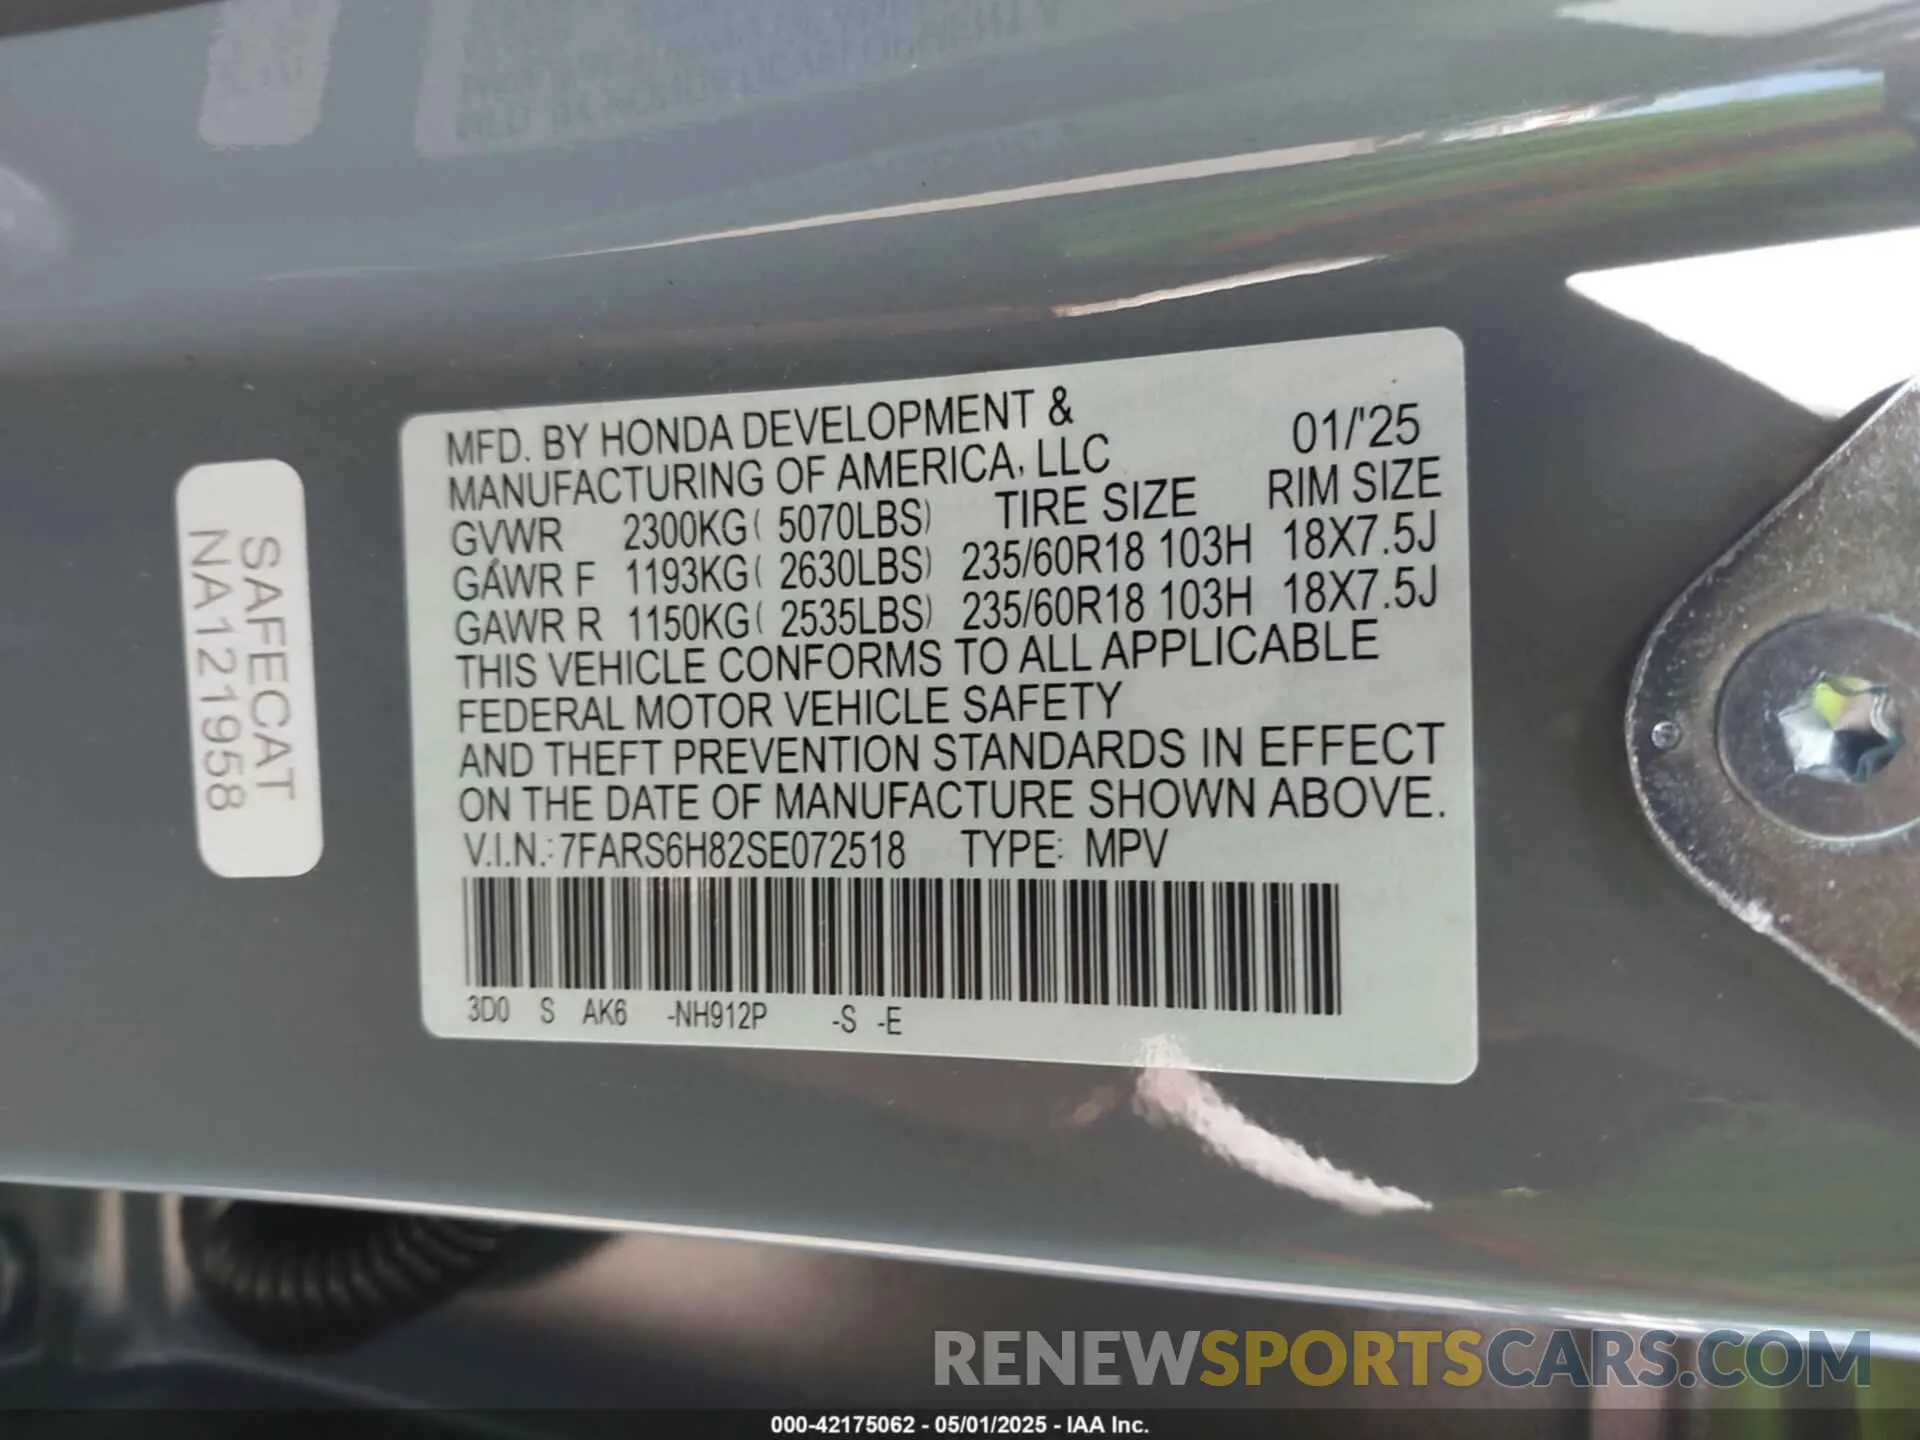 MFD. BY HONDA DEVELOPMENT &
MANUFACTURING OF AMERICA, LLC 01/'25
GVWR 2300KG( 5070LBS) TIRE SIZE RIM SIZE
GAWR F 1193KG( 2630LBS) 235/60R18 103H 18X7.5J
GAWR R 1150KG( 2535LBS) 235/60R18 103H 18X7.5J
THIS VEHICLE CONFORMS TO ALL APPLICABLE
FEDERAL MOTOR VEHICLE SAFETY
AND THEFT PREVENTION STANDARDS IN EFFECT
ON THE DATE OF MANUFACTURE SHOWN ABOVE.
V.I.N.: 7FARS6H82SE072518 TYPE: MPV
3D0 S AK6 -NH912P -S -E
SAFECAT
NA121958
RENEWSPORTSCARS.COM
000-42175062 - 05/01/2025 - IAA Inc.